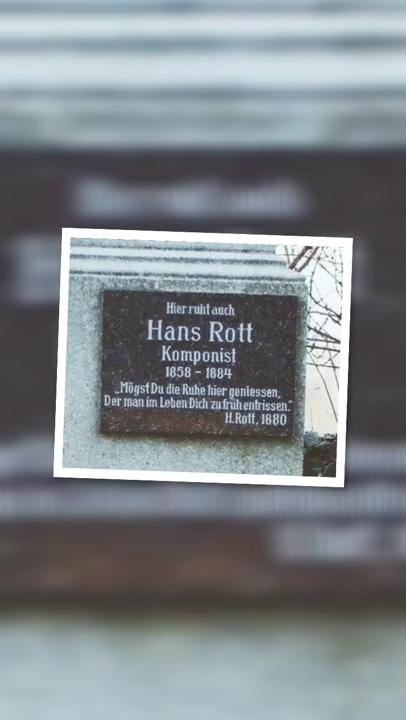 Hier ruht auch
Hans Rott
Komponist
1858 - 1884
„Mögst Du die Ruhe hier geniessen,
Der man im Leben Dich zu früh entrissen."
H.Rott, 1880